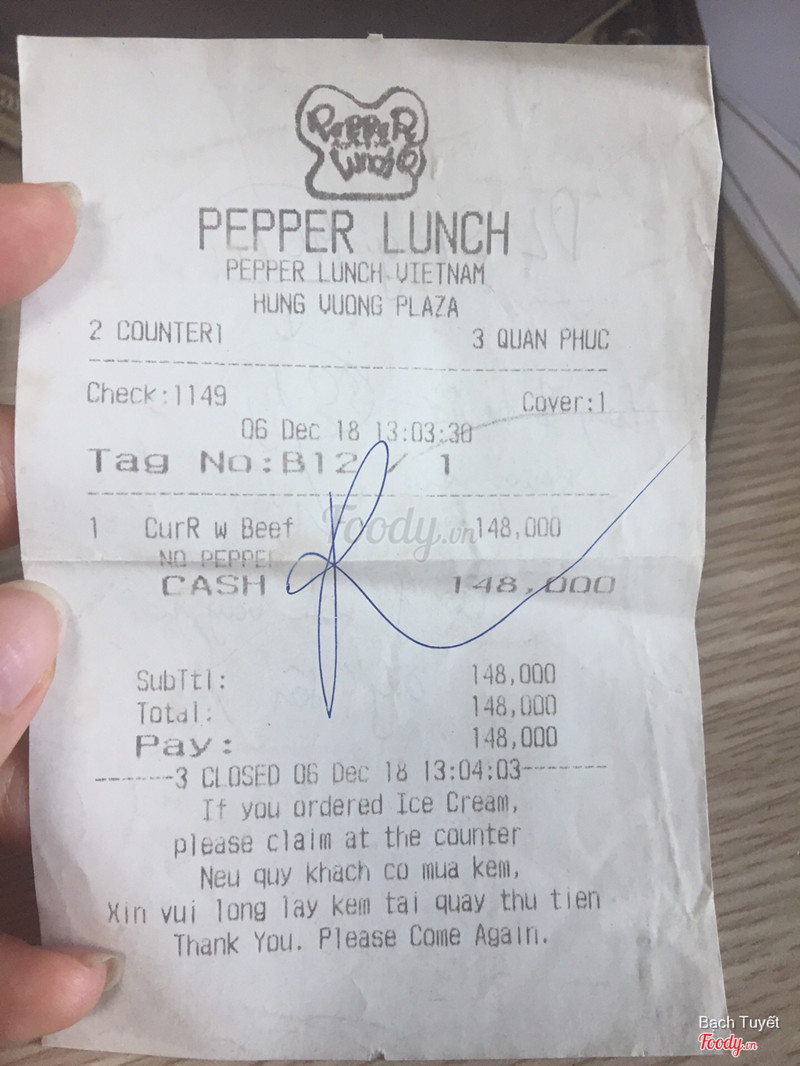 PEPPER
Lunch
PEPPER LUNCH
PEPPER LUNCH VIETNAM
HUNG VUONG PLAZA
2 COUNTER1 3 QUAN PHUC
Check:1149 Cover:1
06 Dec 18 13:03:30
Tag No:B12 / 1
1 CurR w Beef 148,000
Foody.vn
NO PEPPER
CASH 148,000
SubTtl: 148,000
Total: 148,000
Pay: 148,000
-------3 CLOSED 06 Dec 18 13:04:03-------
If you ordered Ice Cream,
please claim at the counter
Neu quy khach co mua kem,
Xin vui long lay kem tai quay thu tien
Thank You. Please Come Again.
Bạch Tuyết
Foody.vn